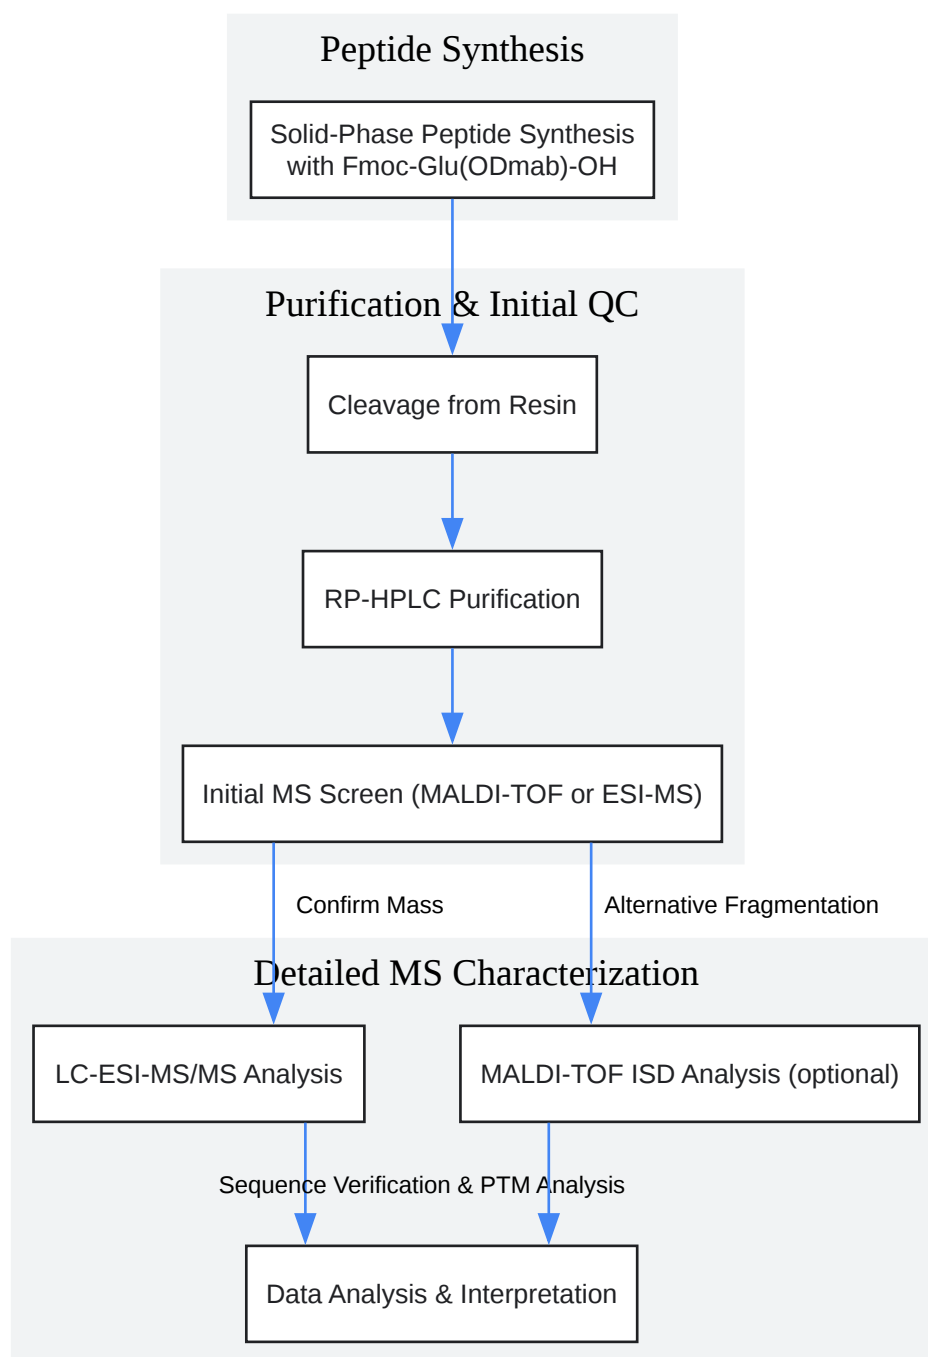 Peptide Synthesis
Solid-Phase Peptide Synthesis
with Fmoc-Glu(ODmab)-OH
Purification & Initial QC
Cleavage from Resin
RP-HPLC Purification
Initial MS Screen (MALDI-TOF or ESI-MS)
Confirm Mass
Alternative Fragmentation
Detailed MS Characterization
LC-ESI-MS/MS Analysis
MALDI-TOF ISD Analysis (optional)
Sequence Verification & PTM Analysis
Data Analysis & Interpretation